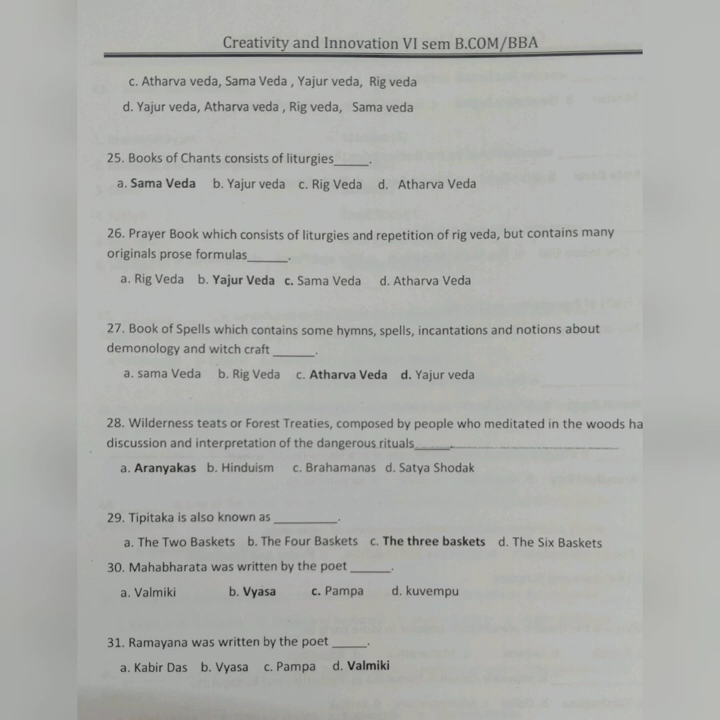 Creativity and Innovation VI sem B.COM/BBA
c. Atharva veda, Sama Veda , Yajur veda, Rig veda
d. Yajur veda, Atharva veda , Rig veda, Sama veda
25. Books of Chants consists of liturgies_____.
a. Sama Veda b. Yajur veda c. Rig Veda d. Atharva Veda
26. Prayer Book which consists of liturgies and repetition of rig veda, but contains many
originals prose formulas______.
a. Rig Veda b. Yajur Veda c. Sama Veda d. Atharva Veda
27. Book of Spells which contains some hymns, spells, incantations and notions about
demonology and witch craft ______.
a. sama Veda b. Rig Veda c. Atharva Veda d. Yajur veda
28. Wilderness teats or Forest Treaties, composed by people who meditated in the woods ha
discussion and interpretation of the dangerous rituals_____.
a. Aranyakas b. Hinduism c. Brahamanas d. Satya Shodak
29. Tipitaka is also known as _________.
a. The Two Baskets b. The Four Baskets c. The three baskets d. The Six Baskets
30. Mahabharata was written by the poet ______.
a. Valmiki b. Vyasa c. Pampa d. kuvempu
31. Ramayana was written by the poet _____.
a. Kabir Das b. Vyasa c. Pampa d. Valmiki